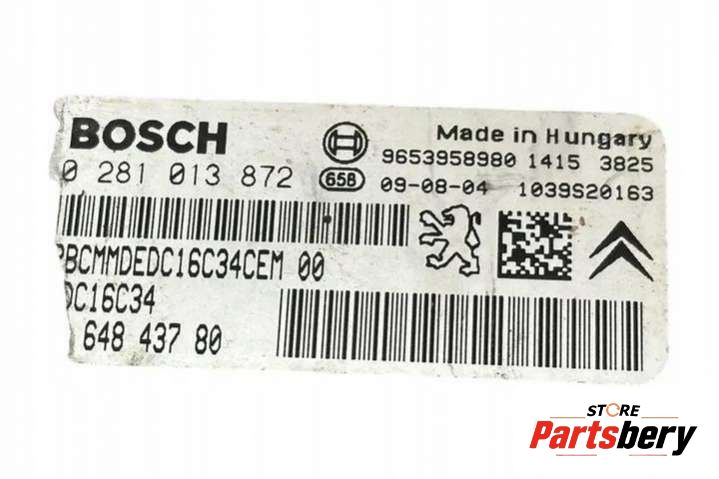 BOSCH
Made in Hungary
9653958980 1415 3825
0 281 013 872
65B
09-08-04 1039S20163
BCMMDEDC16C34CEM 00
DC16C34
648 437 80
STORE
Partsbery